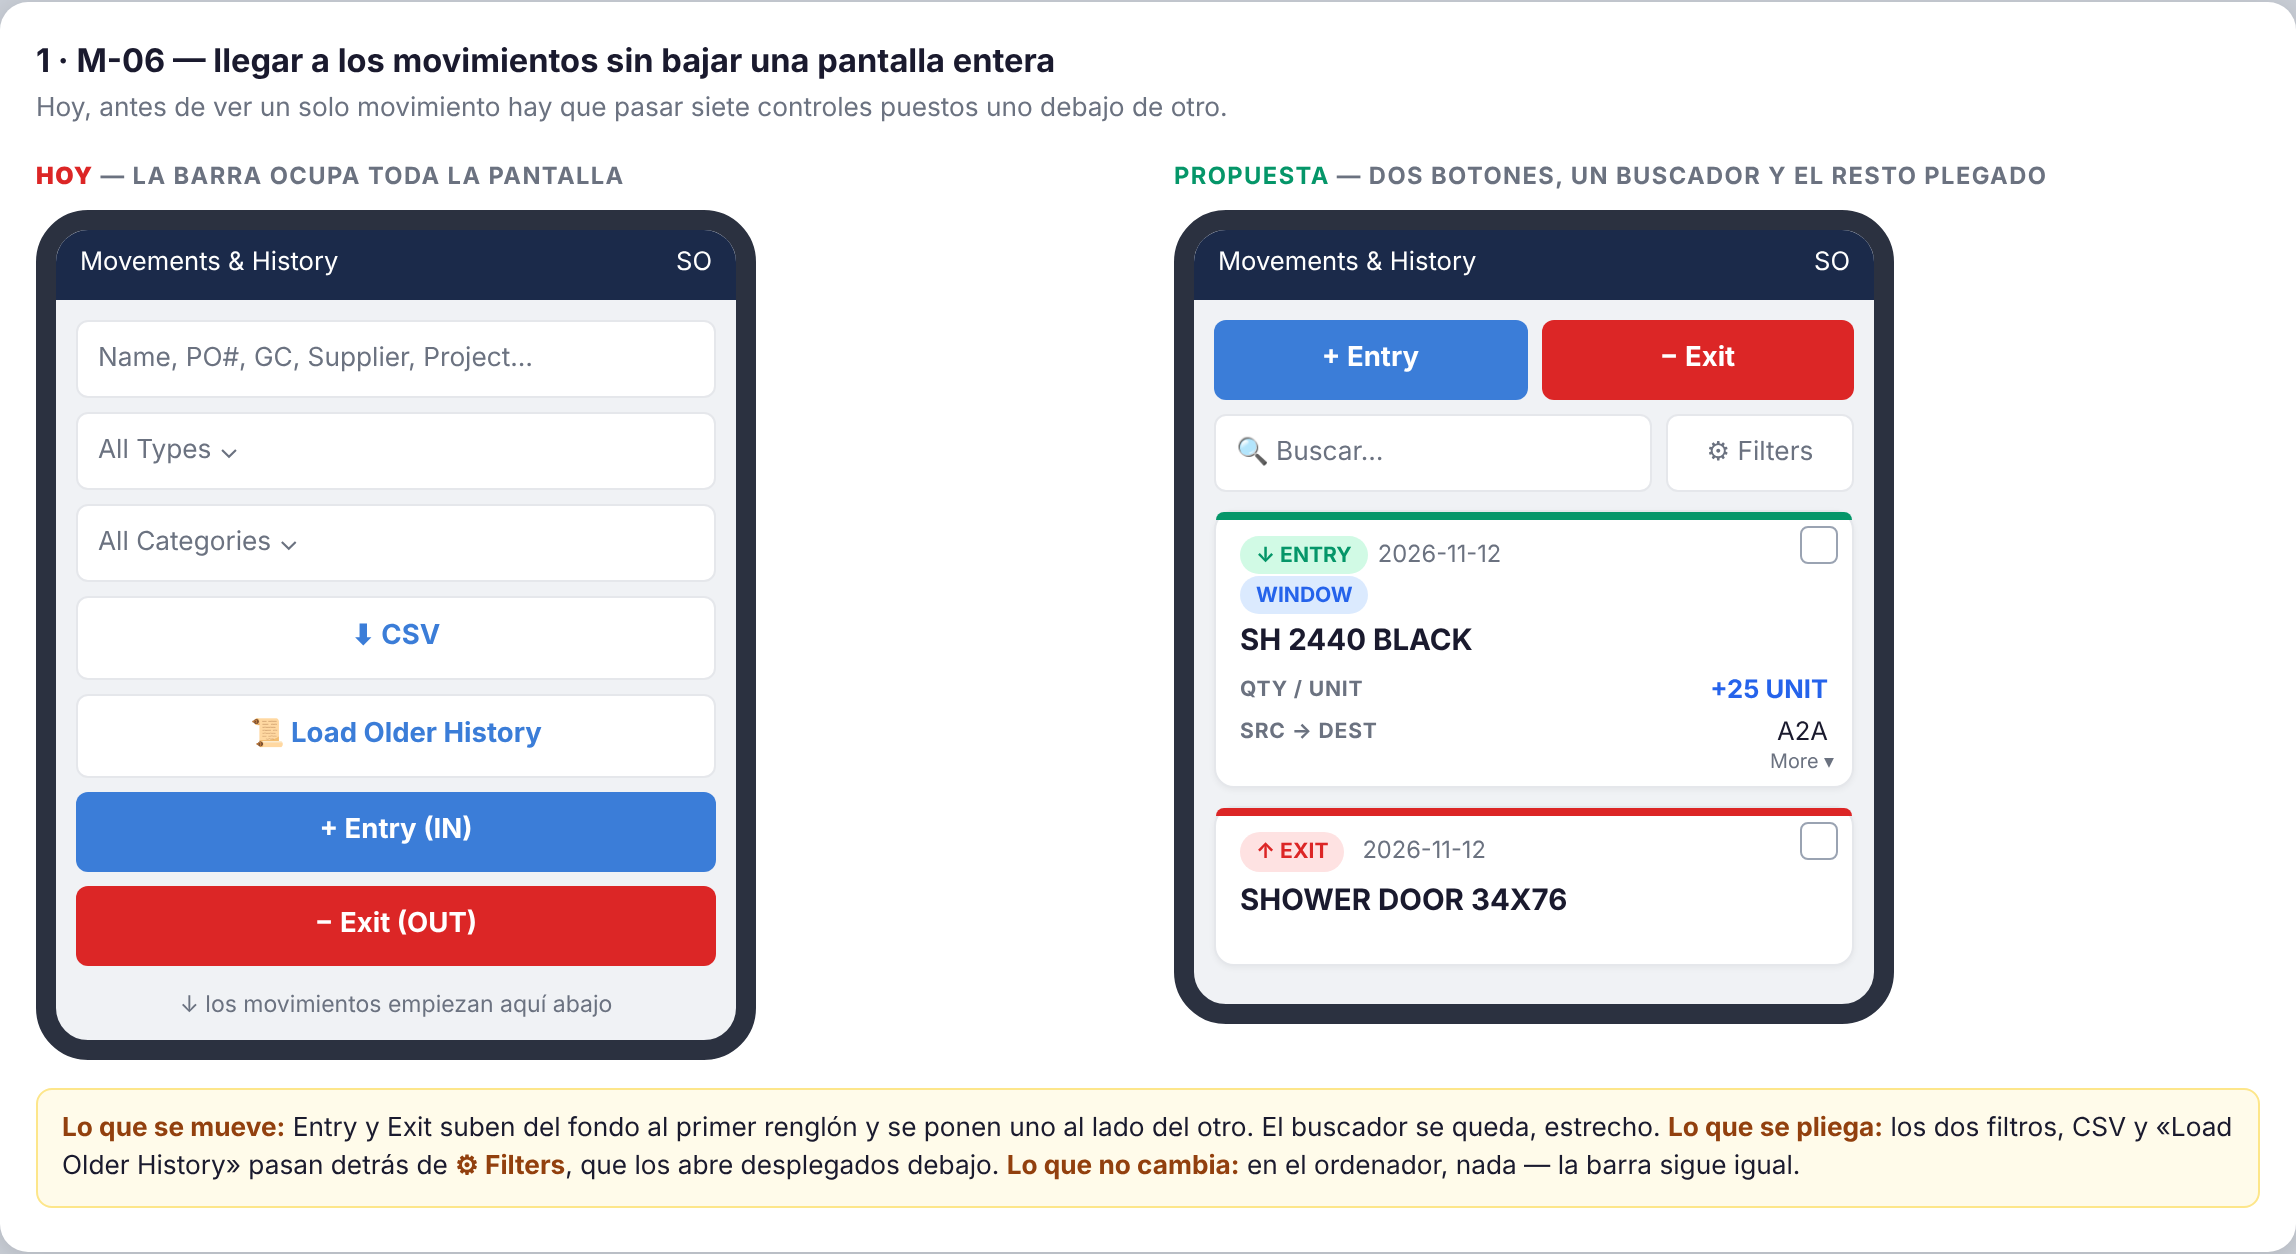 1 · M-06 — llegar a los movimientos sin bajar una pantalla entera
Hoy, antes de ver un solo movimiento hay que pasar siete controles puestos uno debajo de otro.
HOY — LA BARRA OCUPA TODA LA PANTALLA
Movements & History SO
Name, PO#, GC, Supplier, Project...
All Types ⌵
All Categories ⌵
⬇ CSV
📜 Load Older History
+ Entry (IN)
− Exit (OUT)
↓ los movimientos empiezan aquí abajo
PROPUESTA — DOS BOTONES, UN BUSCADOR Y EL RESTO PLEGADO
Movements & History SO
+ Entry − Exit
🔍 Buscar... ⚙ Filters
↓ ENTRY 2026-11-12
WINDOW
SH 2440 BLACK
QTY / UNIT +25 UNIT
SRC → DEST A2A
More ▾
↑ EXIT 2026-11-12
SHOWER DOOR 34X76
Lo que se mueve: Entry y Exit suben del fondo al primer renglón y se ponen uno al lado del otro. El buscador se queda, estrecho. Lo que se pliega: los dos filtros, CSV y «Load
Older History» pasan detrás de ⚙ Filters, que los abre desplegados debajo. Lo que no cambia: en el ordenador, nada — la barra sigue igual.